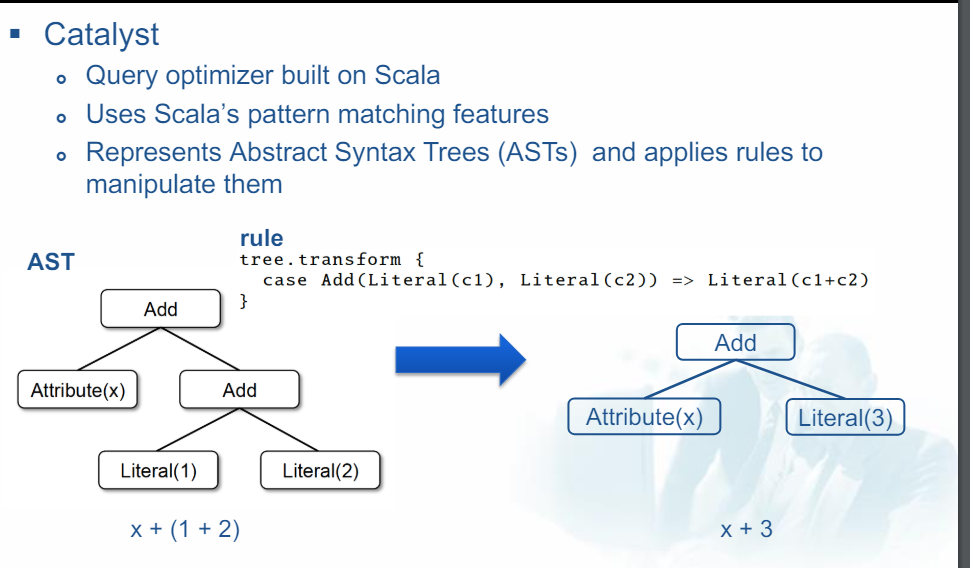 Catalyst
Query optimizer built on Scala
Uses Scala's pattern matching features
Represents Abstract Syntax Trees (ASTs) and applies rules to
manipulate them
rule
AST
tree.transform {
case Add(Literal(c1), Literal(c2)) => Literal(c1+c2)
}
Add
Attribute(x)
Add
Literal(1)
Literal(2)
x + (1 + 2)
Add
Attribute(x)
Literal(3)
x + 3